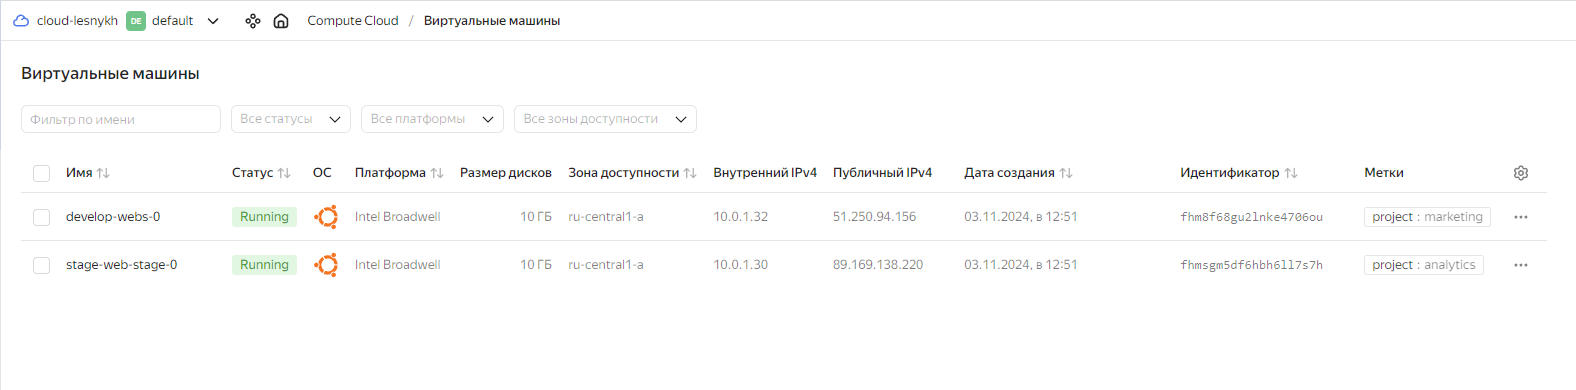 cloud-lesnykh DE default Compute Cloud / Виртуальные машины
Виртуальные машины
Фильтр по имени Все статусы Все платформы Все зоны доступности
Имя Статус ОС Платформа Размер дисков Зона доступности Внутренний IPv4 Публичный IPv4 Дата создания Идентификатор Метки
develop-webs-0 Running Intel Broadwell 10 ГБ ru-central1-a 10.0.1.32 51.250.94.156 03.11.2024, в 12:51 fhm8f68gu2lnke4706ou project : marketing
stage-web-stage-0 Running Intel Broadwell 10 ГБ ru-central1-a 10.0.1.30 89.169.138.220 03.11.2024, в 12:51 fhmsgm5df6hbh6ll7s7h project : analytics